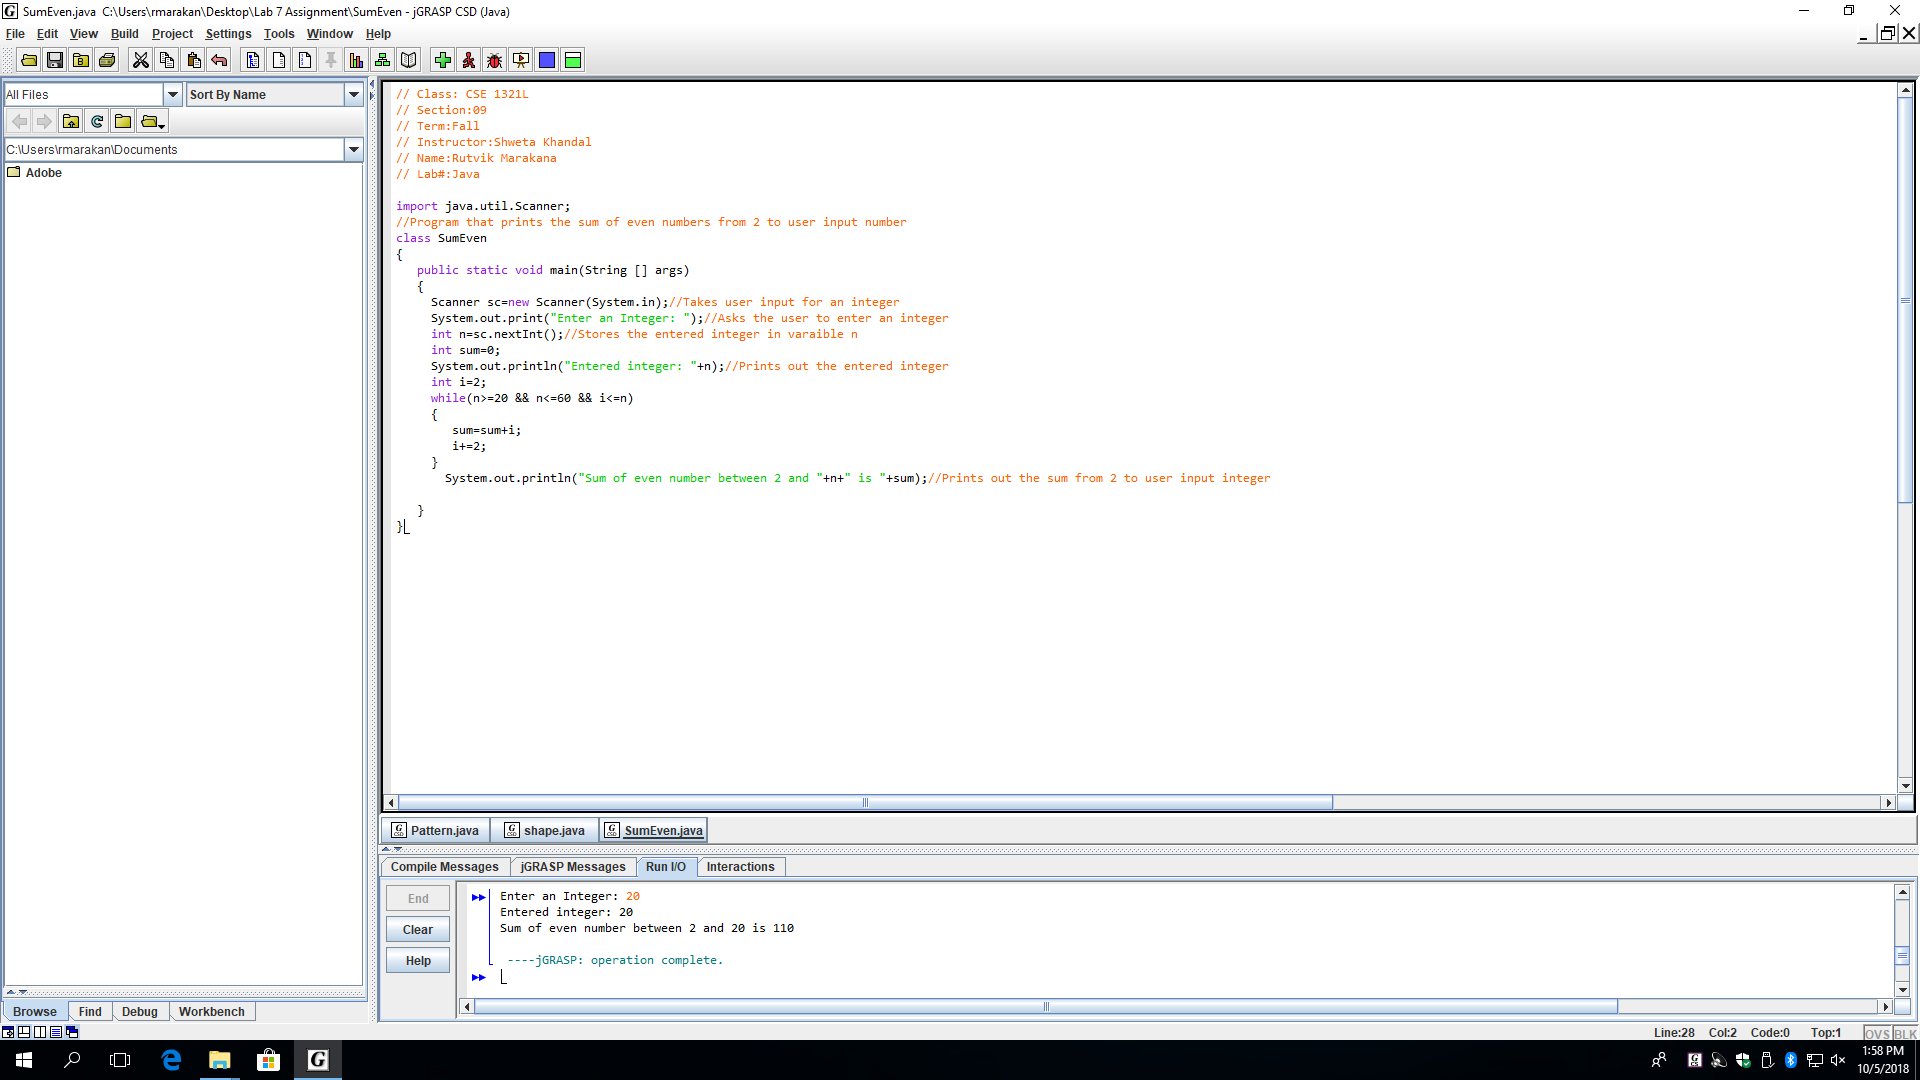 SumEven.java  C:\Users\rmarakan\Desktop\Lab 7 Assignment\SumEven - jGRASP CSD (Java)
File Edit View Build Project Settings Tools Window Help
All Files
Sort By Name
C:\Users\rmarakan\Documents
Adobe
// Class: CSE 1321L
// Section:09
// Term:Fall
// Instructor:Shweta Khandal
// Name:Rutvik Marakana
// Lab#:Java
import java.util.Scanner;
//Program that prints the sum of even numbers from 2 to user input number
class SumEven
{
public static void main(String [] args)
{
Scanner sc=new Scanner(System.in);//Takes user input for an integer
System.out.print("Enter an Integer: ");//Asks the user to enter an integer
int n=sc.nextInt();//Stores the entered integer in varaible n
int sum=0;
System.out.println("Entered integer: "+n);//Prints out the entered integer
int i=2;
while(n>=20 && n<=60 && i<=n)
{
sum=sum+i;
i+=2;
}
System.out.println("Sum of even number between 2 and "+n+" is "+sum);//Prints out the sum from 2 to user input integer
}
}
Pattern.java shape.java SumEven.java
Compile Messages jGRASP Messages Run I/O Interactions
End
Clear
Help
Enter an Integer: 20
Entered integer: 20
Sum of even number between 2 and 20 is 110
----jGRASP: operation complete.
Browse Find Debug Workbench
Line:28 Col:2 Code:0 Top:1 OVS BLK
1:58 PM
10/5/2018